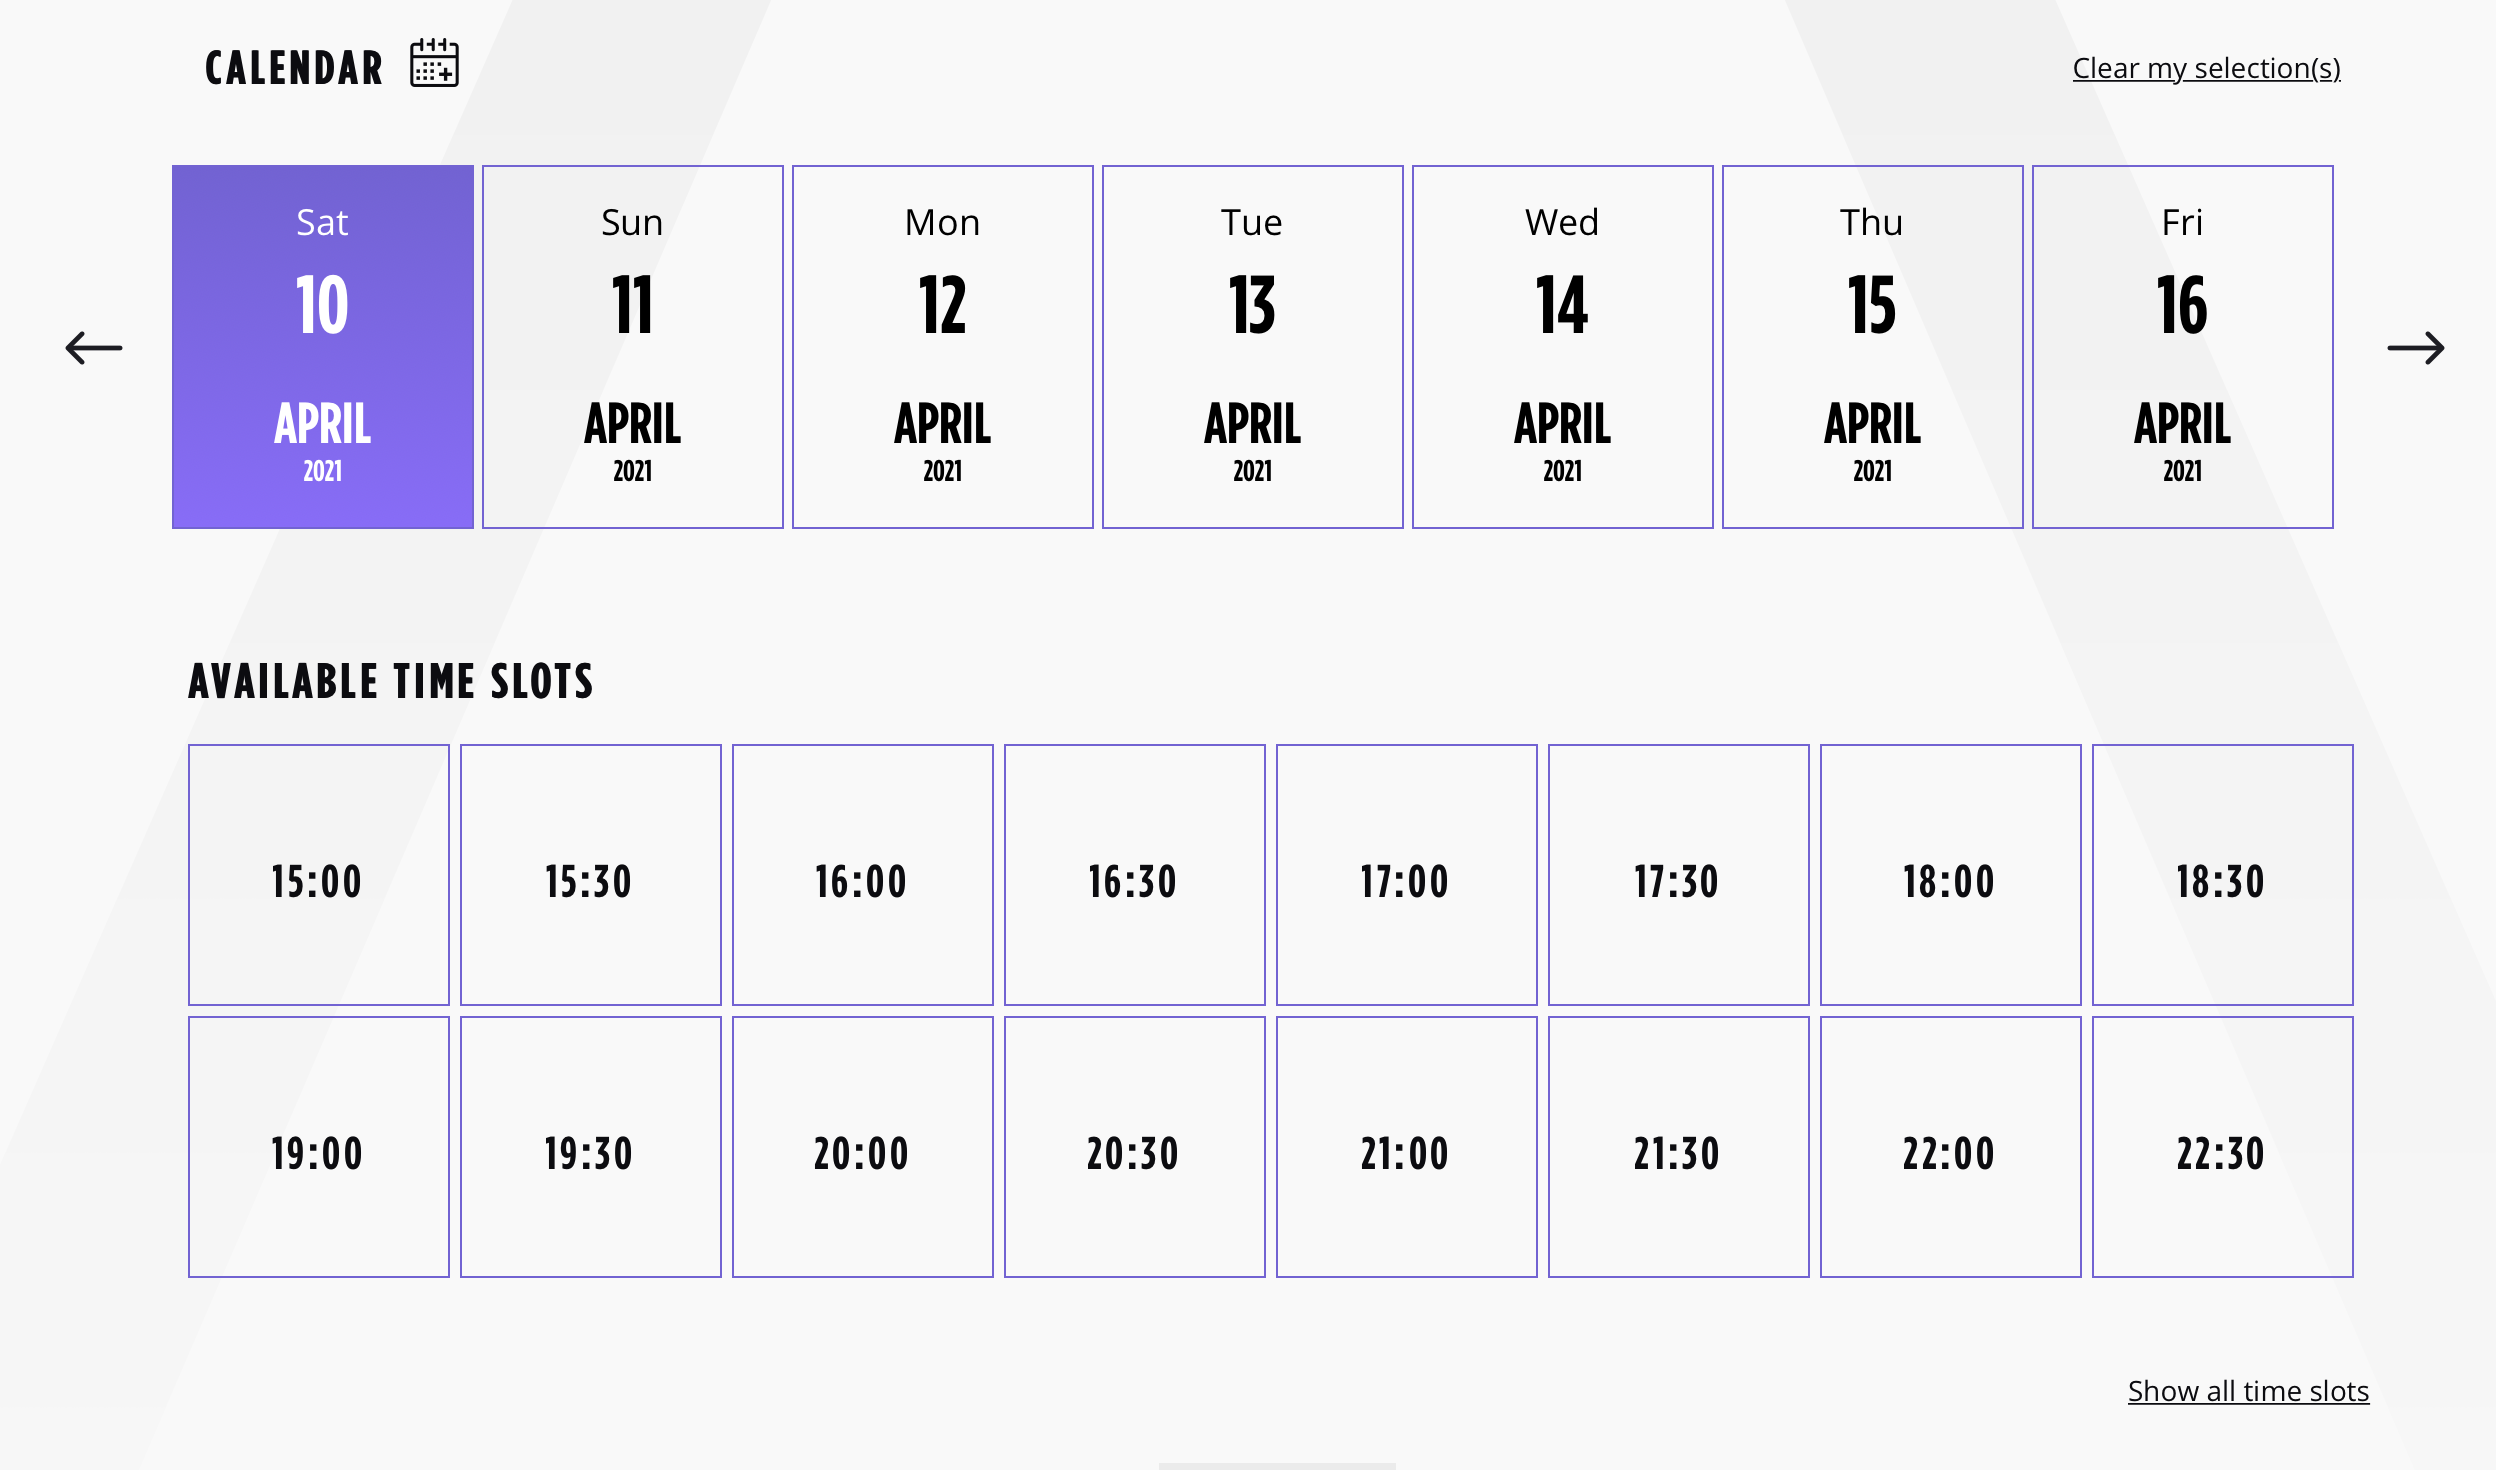 CALENDAR
Clear my selection(s)
Sat
10
APRIL
2021
Sun
11
APRIL
2021
Mon
12
APRIL
2021
Tue
13
APRIL
2021
Wed
14
APRIL
2021
Thu
15
APRIL
2021
Fri
16
APRIL
2021
AVAILABLE TIME SLOTS
15:00
15:30
16:00
16:30
17:00
17:30
18:00
18:30
19:00
19:30
20:00
20:30
21:00
21:30
22:00
22:30
Show all time slots